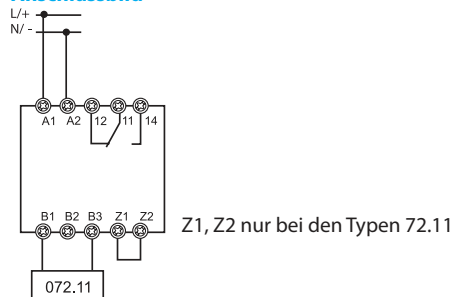 Anschlussbild
L/+
N/ -
A1 A2 12 11 14
B1 B2 B3 Z1 Z2
Z1, Z2 nur bei den Typen 72.11
072.11